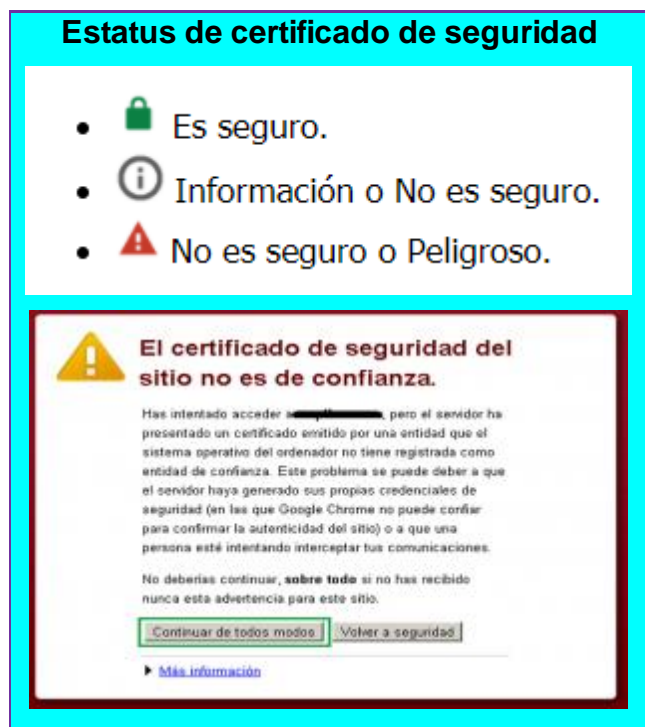 Estatus de certificado de seguridad
• Es seguro.
• Información o No es seguro.
• No es seguro o Peligroso.
El certificado de seguridad del
sitio no es de confianza.
Has intentado acceder a , pero el servidor ha
presentado un certificado emitido por una entidad que el
sistema operativo del ordenador no tiene registrada como
entidad de confianza. Este problema se puede deber a que
el servidor haya generado sus propias credenciales de
seguridad (en las que Google Chrome no puede confiar
para confirmar la autenticidad del sitio) o a que una
persona esté intentando interceptar tus comunicaciones.
No deberías continuar, sobre todo si no has recibido
nunca esta advertencia para este sitio.
Continuar de todos modos Volver a seguridad
Más información